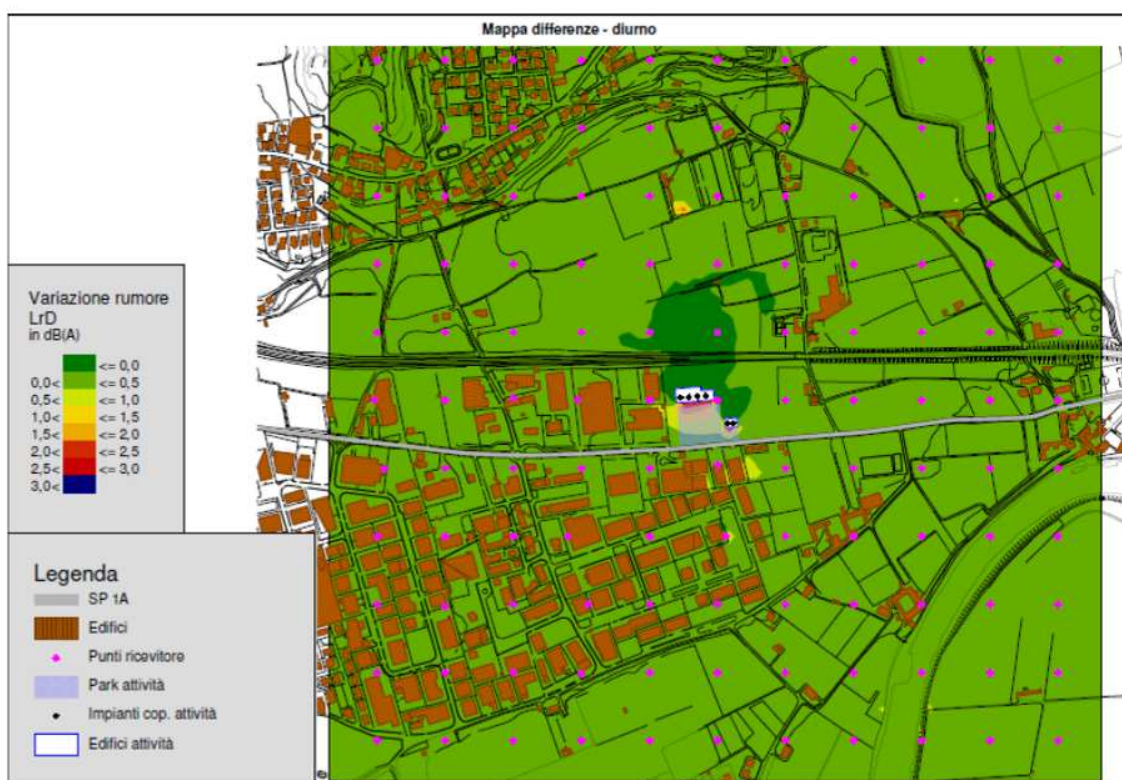 Mappa differenze - diurno
Variazione rumore
LrD
in dB(A)
<= 0,0
0,0< <= 0,5
0,5< <= 1,0
1,0< <= 1,5
1,5< <= 2,0
2,0< <= 2,5
2,5< <= 3,0
3,0<
Legenda
SP 1A
Edifici
Punti ricevitore
Park attività
Impianti cop. attività
Edifici attività